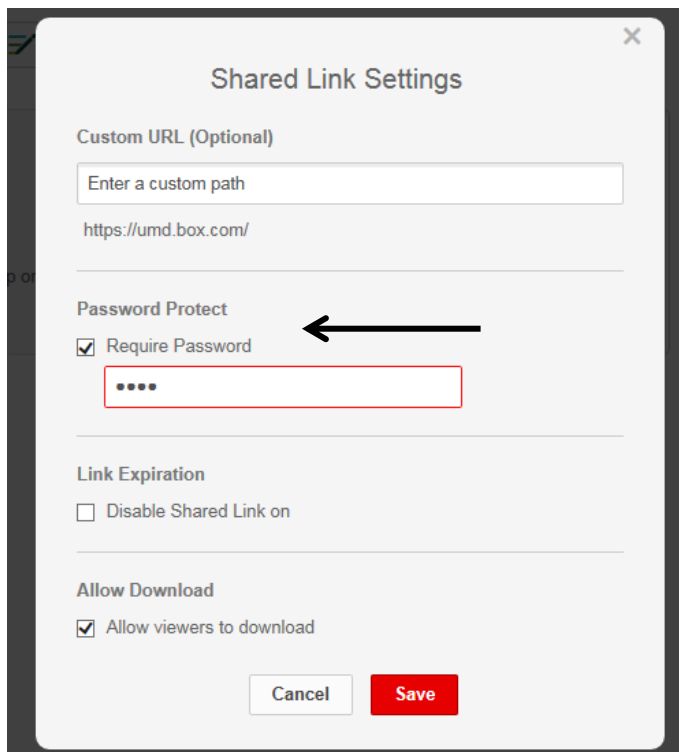 Shared Link Settings
Custom URL (Optional)
Enter a custom path
https://umd.box.com/
p or
Password Protect
Require Password
••••
Link Expiration
Disable Shared Link on
Allow Download
Allow viewers to download
Cancel
Save